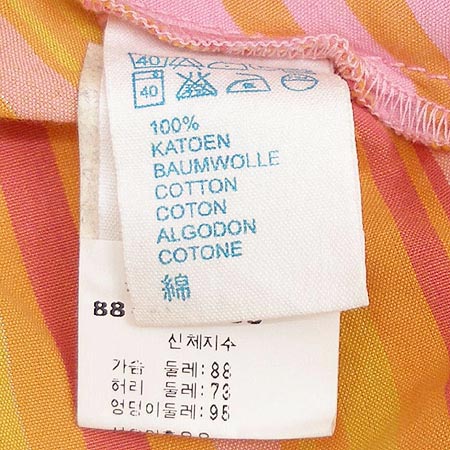 40
40
100%
KATOEN
BAUMWOLLE
COTTON
COTON
ALGODON
COTONE
綿
88
신체지수
가슴 둘레:88
허리 둘레:73
엉덩이둘레:95